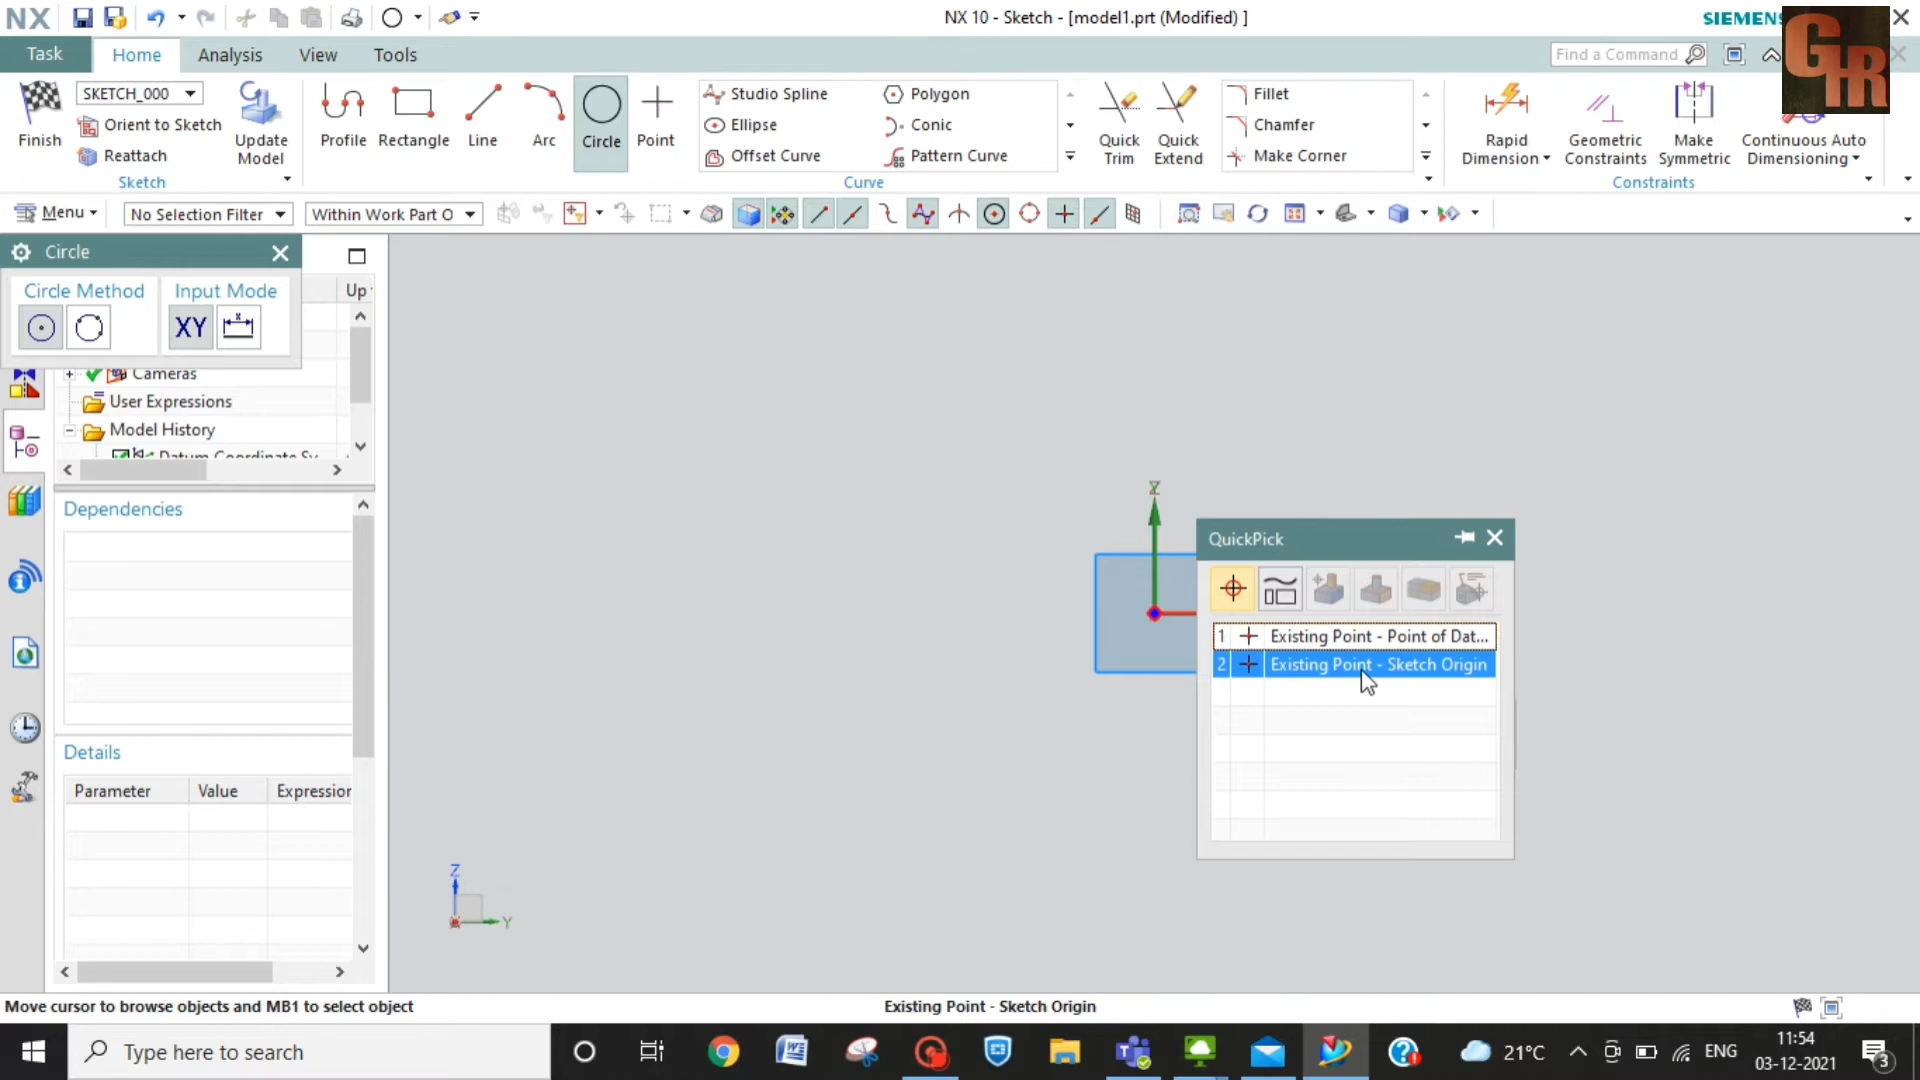 NX
NX 10 - Sketch - [model1.prt (Modified) ]
SIEMENS
GHR
Task
Home
Analysis
View
Tools
Find a Command
Finish
SKETCH_000
Orient to Sketch
Reattach
Update
Model
Sketch
Profile
Rectangle
Line
Arc
Circle
Point
Studio Spline
Ellipse
Offset Curve
Polygon
Conic
Pattern Curve
Curve
Quick
Trim
Quick
Extend
Fillet
Chamfer
Make Corner
Rapid
Dimension
Geometric
Constraints
Make
Symmetric
Continuous Auto
Dimensioning
Constraints
Menu
No Selection Filter
Within Work Part O
Circle
Circle Method
Input Mode
XY
Up
Cameras
User Expressions
Model History
Datum Coordinate Sy
Dependencies
Details
Parameter
Value
Expression
QuickPick
1 Existing Point - Point of Dat...
2 Existing Point - Sketch Origin
Z
Y
Move cursor to browse objects and MB1 to select object
Existing Point - Sketch Origin
Type here to search
21°C
ENG
11:54
03-12-2021
3